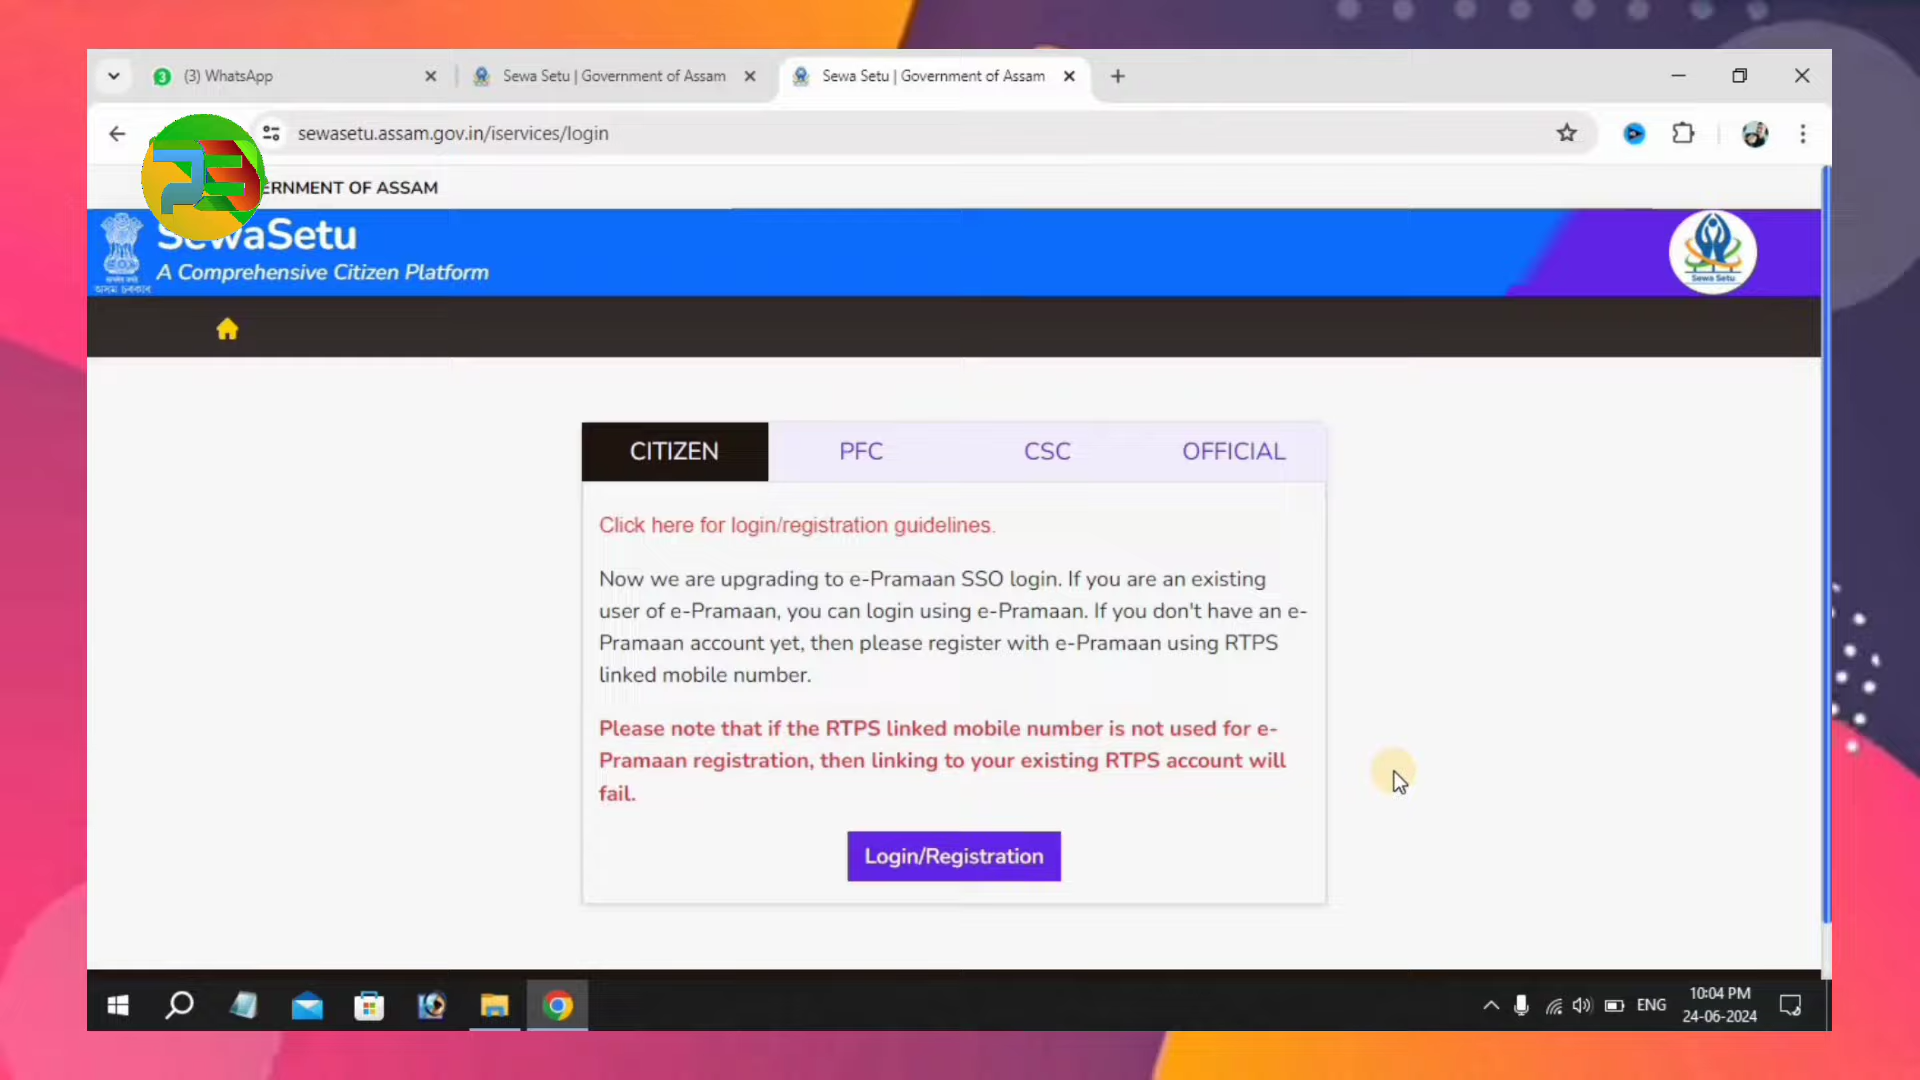 (3) WhatsApp
Sewa Setu | Government of Assam
Sewa Setu | Government of Assam
sewasetu.assam.gov.in/iservices/login
ERNMENT OF ASSAM
SewaSetu
A Comprehensive Citizen Platform
Sewa Setu
CITIZEN
PFC
CSC
OFFICIAL
Click here for login/registration guidelines.
Now we are upgrading to e-Pramaan SSO login. If you are an existing
user of e-Pramaan, you can login using e-Pramaan. If you don't have an e-
Pramaan account yet, then please register with e-Pramaan using RTPS
linked mobile number.
Please note that if the RTPS linked mobile number is not used for e-
Pramaan registration, then linking to your existing RTPS account will
fail.
Login/Registration
ENG
10:04 PM
24-06-2024